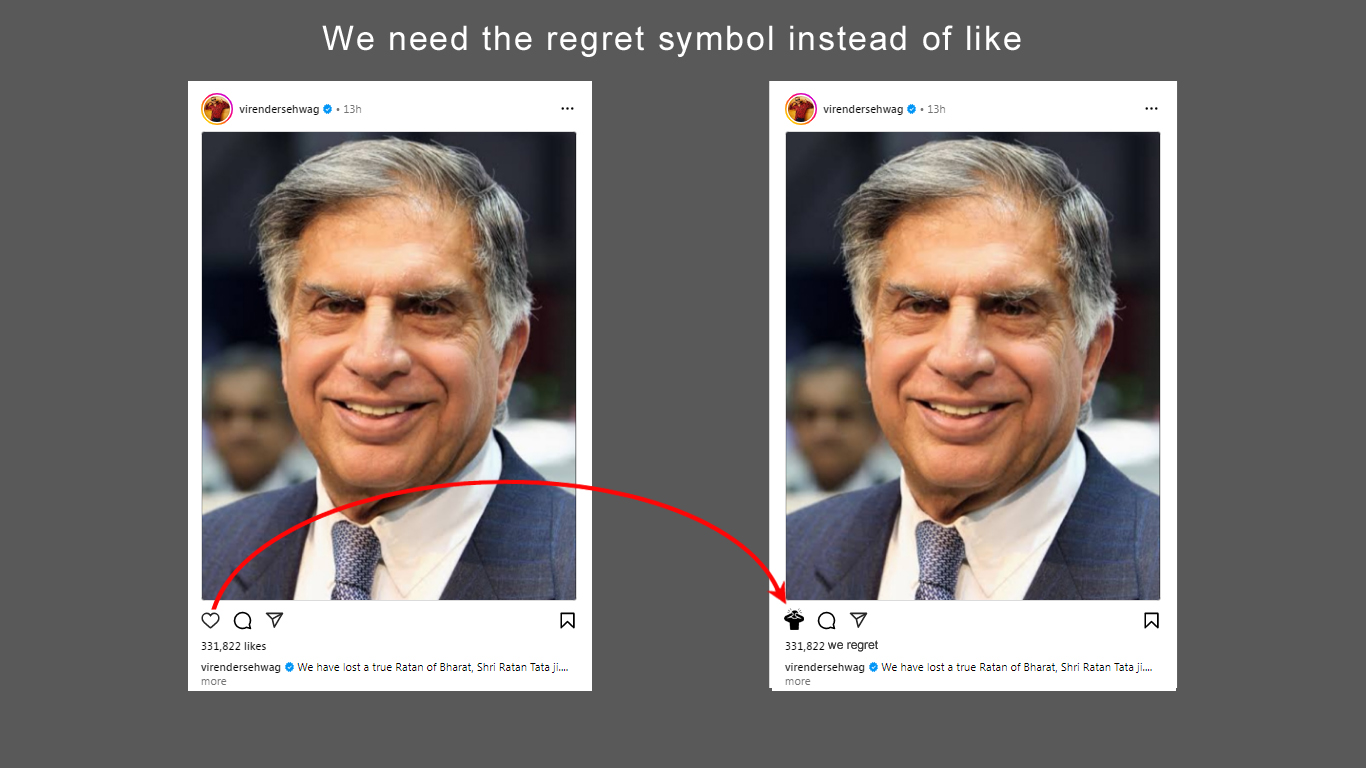 We need the regret symbol instead of like
virendersehwag • 13h
331,822 likes
virendersehwag We have lost a true Ratan of Bharat, Shri Ratan Tata ji....
more
virendersehwag • 13h
331,822 we regret
virendersehwag We have lost a true Ratan of Bharat, Shri Ratan Tata ji....
more